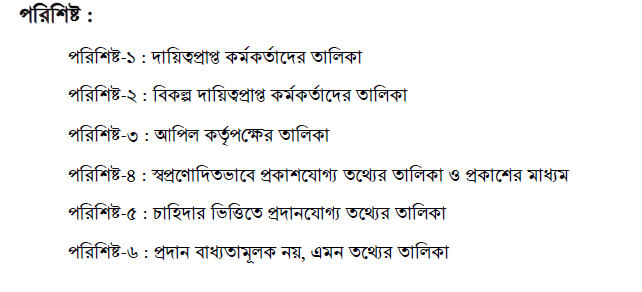 পরিশিষ্ট :
পরিশিষ্ট-১ : দায়িত্বপ্রাপ্ত কর্মকর্তাদের তালিকা
পরিশিষ্ট-২ : বিকল্প দায়িত্বপ্রাপ্ত কর্মকর্তাদের তালিকা
পরিশিষ্ট-৩ : আপিল কর্তৃপক্ষের তালিকা
পরিশিষ্ট-৪ : স্বপ্রণোদিতভাবে প্রকাশযোগ্য তথ্যের তালিকা ও প্রকাশের মাধ্যম
পরিশিষ্ট-৫ : চাহিদার ভিত্তিতে প্রদানযোগ্য তথ্যের তালিকা
পরিশিষ্ট-৬ : প্রদান বাধ্যতামূলক নয়, এমন তথ্যের তালিকা